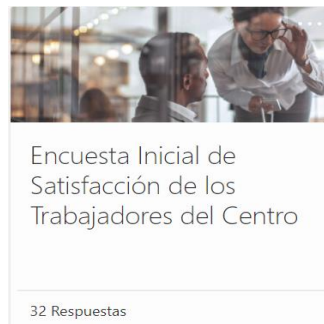 Encuesta Inicial de
Satisfacción de los
Trabajadores del Centro
32 Respuestas